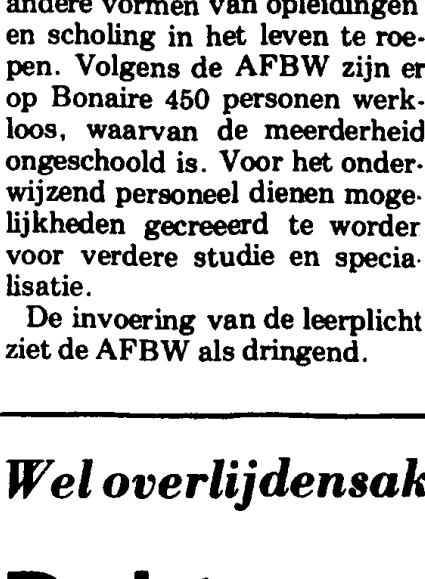 andere vormen van opleidingen
en scholing in het leven te roe-
pen. Volgens de AFBW zijn er
op Bonaire 450 personen werk-
loos, waarvan de meerderheid
ongeschoold is. Voor het onder-
wijzend personeel dienen moge-
lijkheden gecreeerd te worder
voor verdere studie en specia-
lisatie.
De invoering van de leerplicht
ziet de AFBW als dringend.
Wel overlijdensak